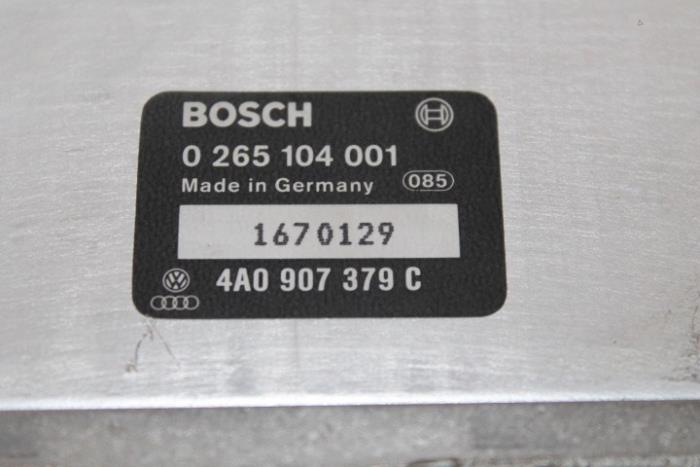 BOSCH
0 265 104 001
Made in Germany 085
1670129
4A0 907 379 C